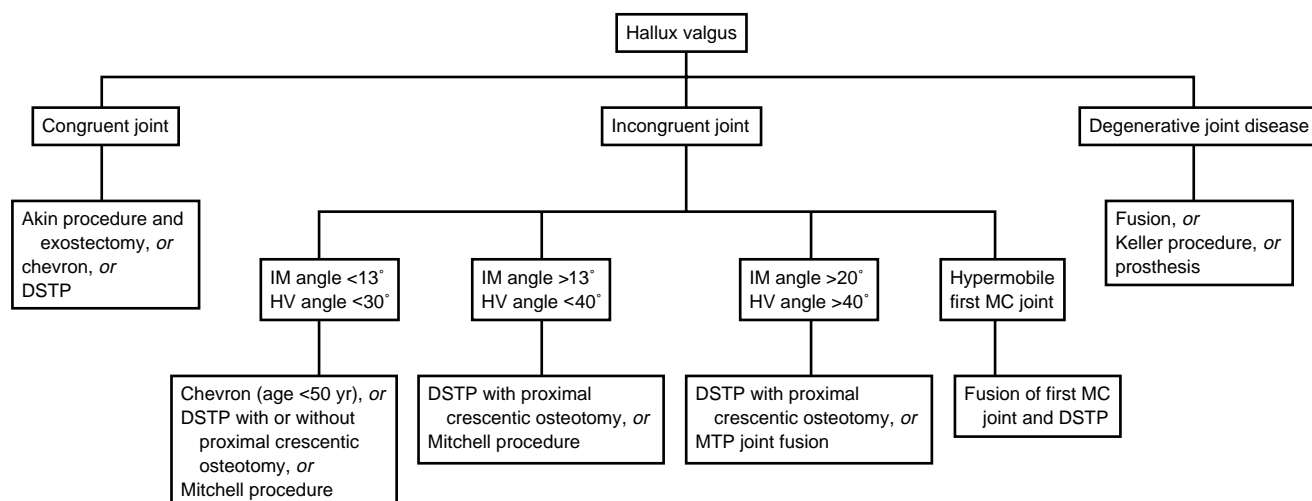 Hallux valgus
Congruent joint
Incongruent joint
Degenerative joint disease
Akin procedure and
exostectomy, or
chevron, or
DSTP
Fusion, or
Keller procedure, or
prosthesis
IM angle <13˚
HV angle <30˚
IM angle >13˚
HV angle <40˚
IM angle >20˚
HV angle >40˚
Hypermobile
first MC joint
Chevron (age <50 yr), or
DSTP with or without
proximal crescentic
osteotomy, or
Mitchell procedure
DSTP with proximal
crescentic osteotomy, or
Mitchell procedure
DSTP with proximal
crescentic osteotomy, or
MTP joint fusion
Fusion of first MC
joint and DSTP